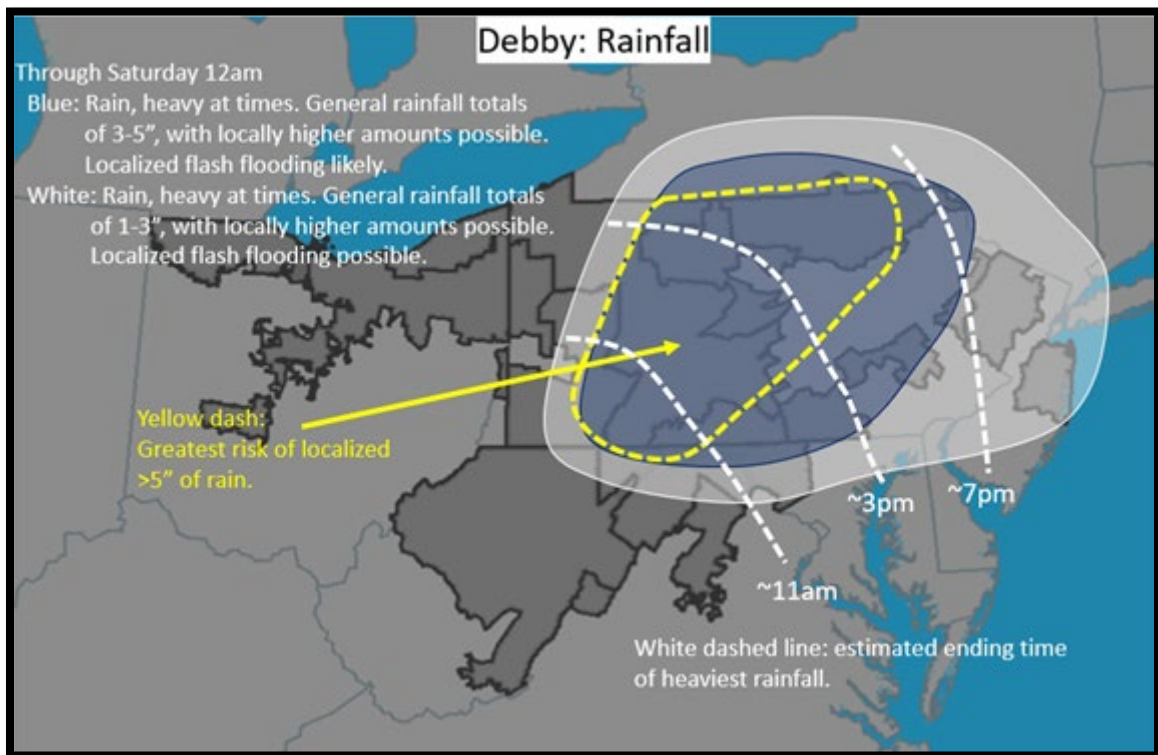 Debby: Rainfall
Through Saturday 12am
Blue: Rain, heavy at times. General rainfall totals
of 3-5”, with locally higher amounts possible.
Localized flash flooding likely.
White: Rain, heavy at times. General rainfall totals
of 1-3”, with locally higher amounts possible.
Localized flash flooding possible.
Yellow dash:
Greatest risk of localized
>5” of rain.
~3pm
~7pm
~11am
White dashed line: estimated ending time
of heaviest rainfall.